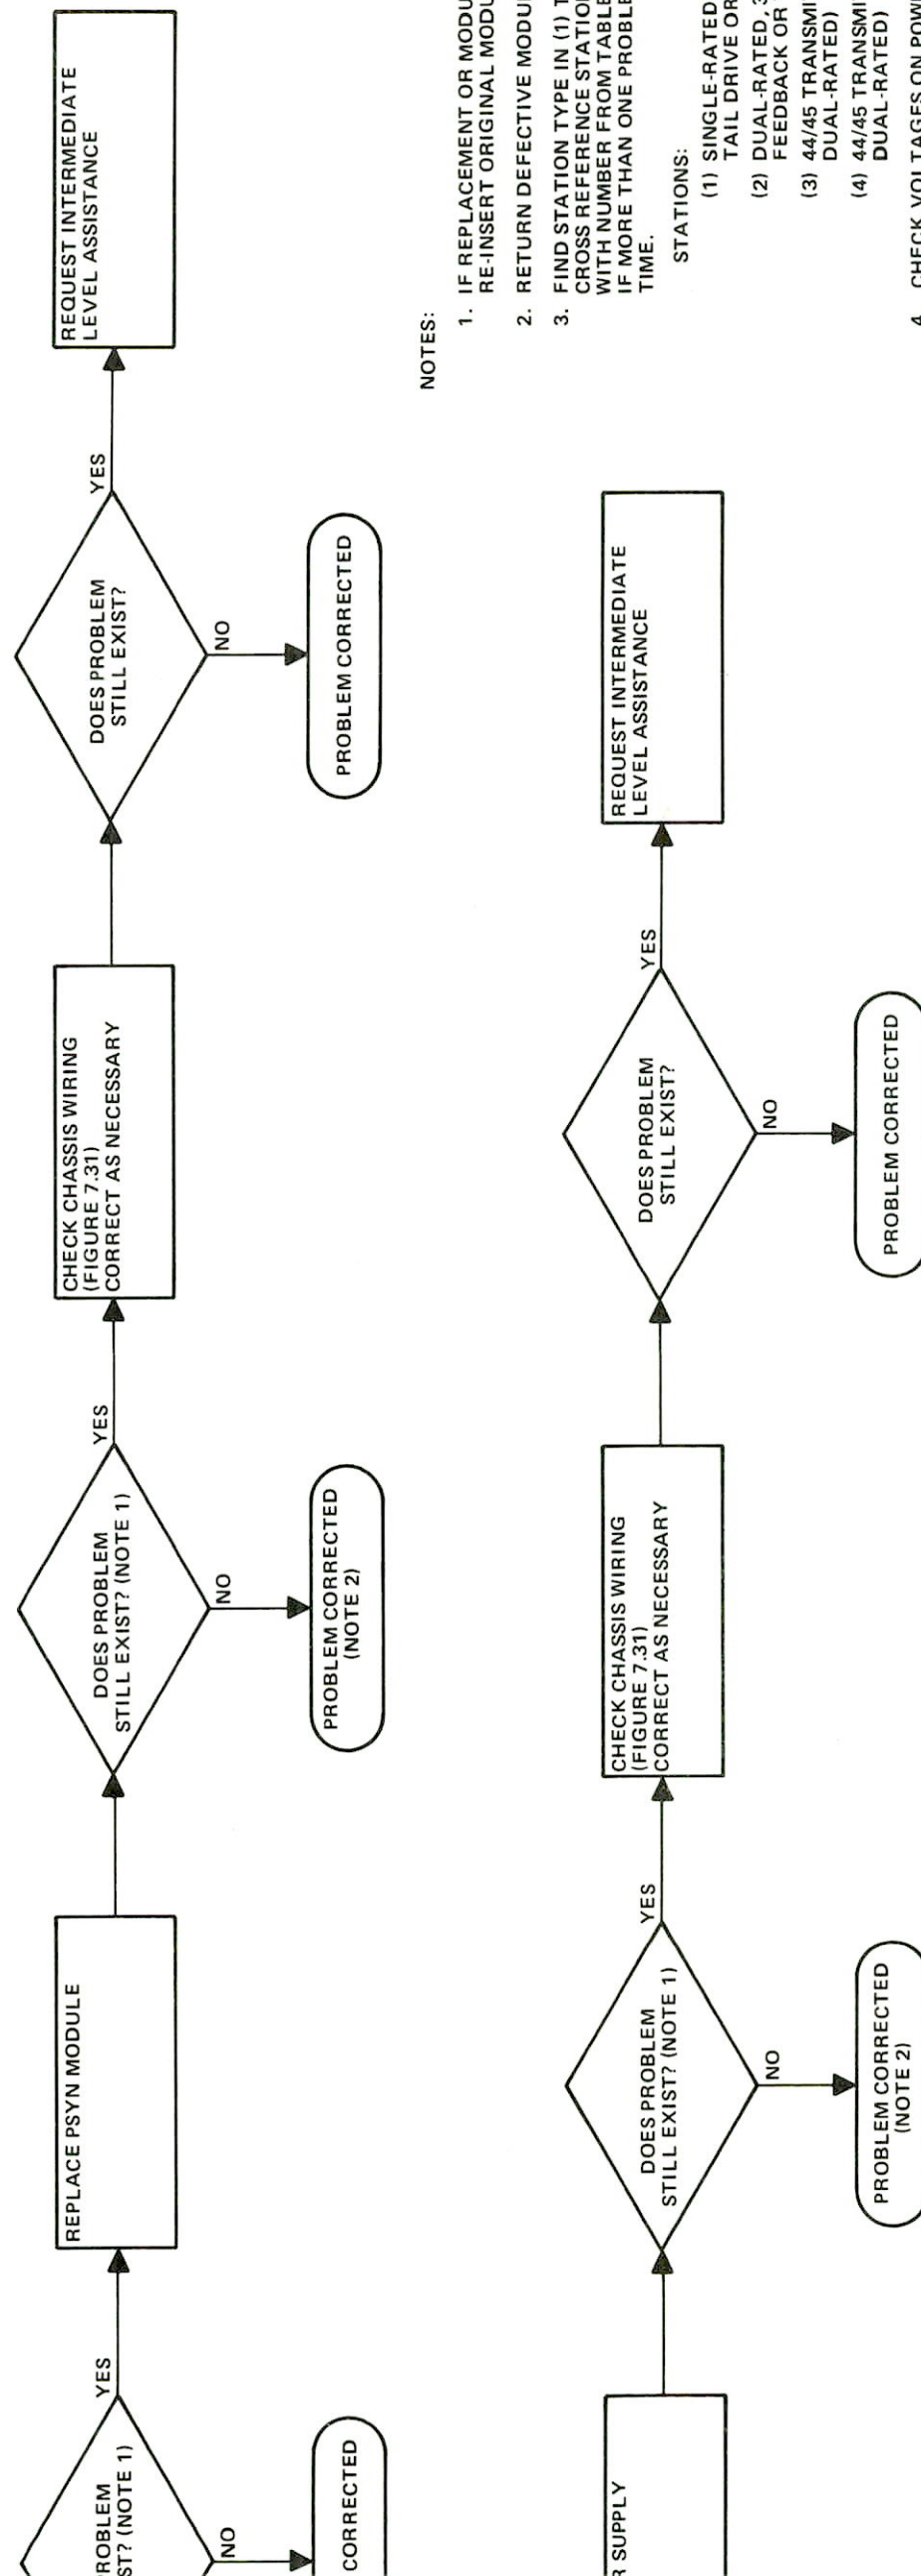 ROBLEM
ST? (NOTE 1)
YES
NO
CORRECTED
REPLACE PSYN MODULE
DOES PROBLEM
STILL EXIST? (NOTE 1)
YES
NO
PROBLEM CORRECTED
(NOTE 2)
CHECK CHASSIS WIRING
(FIGURE 7.31)
CORRECT AS NECESSARY
DOES PROBLEM
STILL EXIST?
YES
NO
PROBLEM CORRECTED
REQUEST INTERMEDIATE
LEVEL ASSISTANCE
R SUPPLY
DOES PROBLEM
STILL EXIST? (NOTE 1)
YES
NO
PROBLEM CORRECTED
(NOTE 2)
CHECK CHASSIS WIRING
(FIGURE 7.31)
CORRECT AS NECESSARY
DOES PROBLEM
STILL EXIST?
YES
NO
PROBLEM CORRECTED
REQUEST INTERMEDIATE
LEVEL ASSISTANCE
NOTES:
1. IF REPLACEMENT OR MODU
RE-INSERT ORIGINAL MODU
2. RETURN DEFECTIVE MODU
3. FIND STATION TYPE IN (1) T
CROSS REFERENCE STATION
WITH NUMBER FROM TABLE
IF MORE THAN ONE PROBLE
TIME.
STATIONS:
(1) SINGLE-RATED
TAIL DRIVE OR
(2) DUAL-RATED,
FEEDBACK OR
(3) 44/45 TRANSMI
DUAL-RATED)
(4) 44/45 TRANSMI
DUAL-RATED)
4. CHECK VOLTAGES ON POW